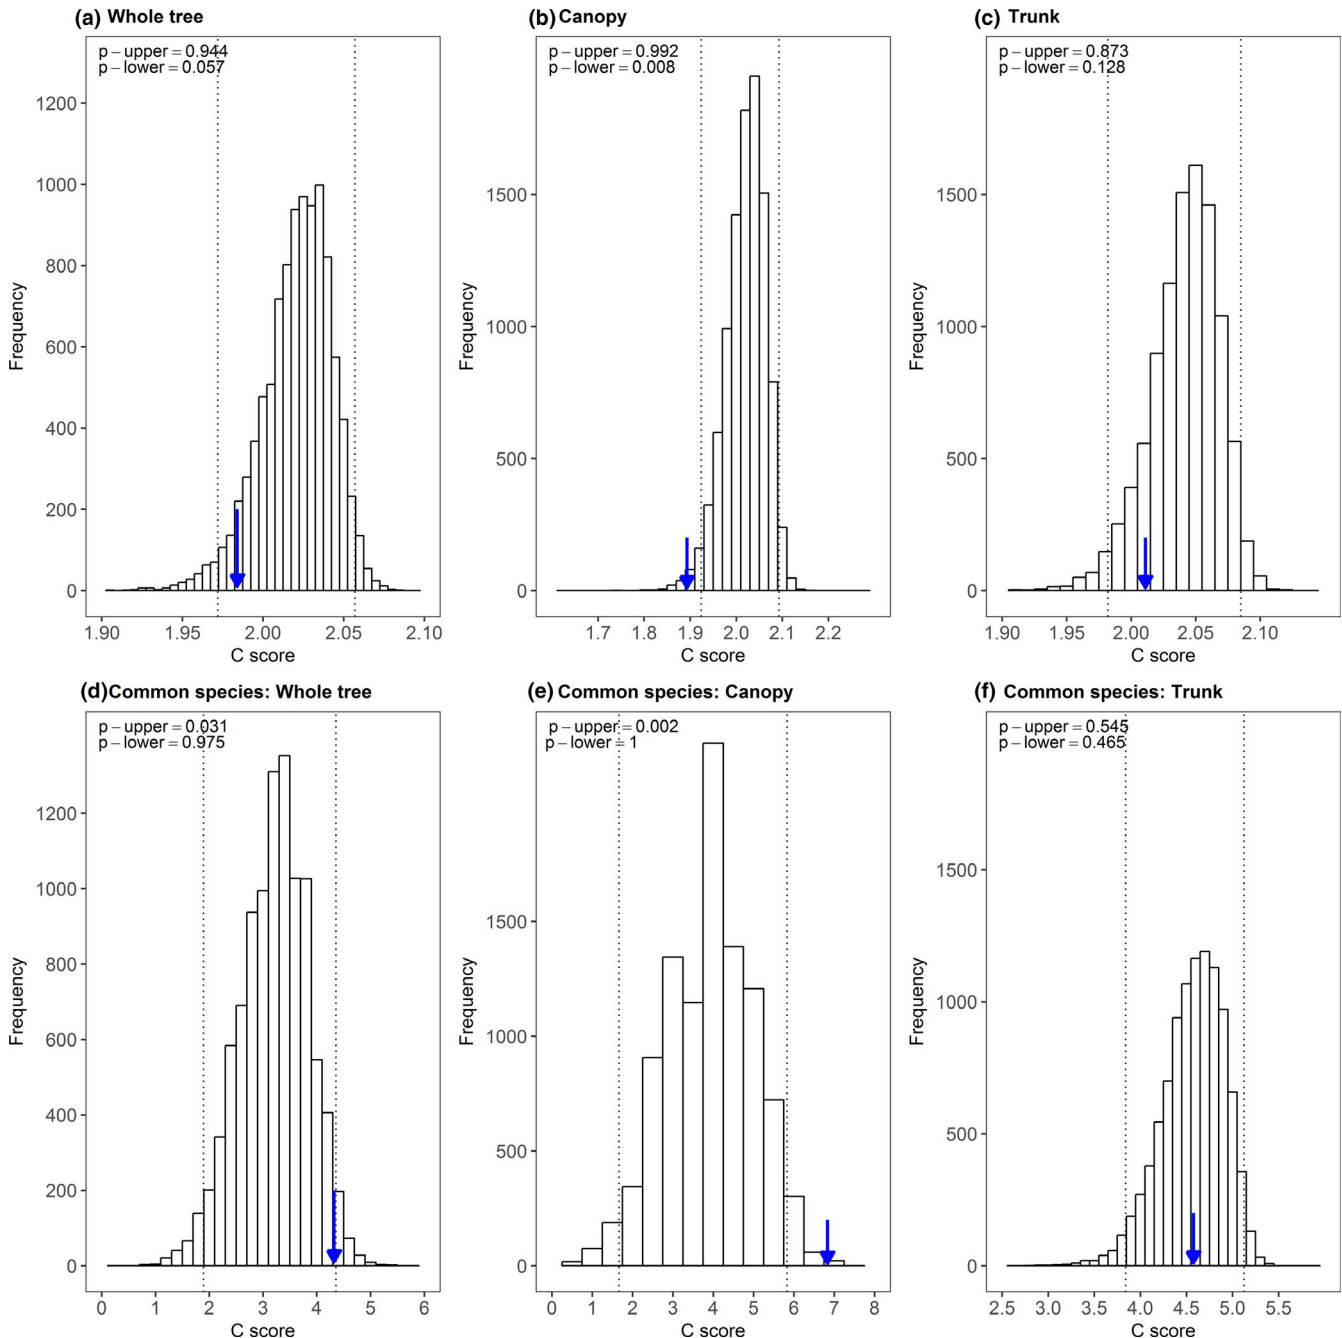 (a) Whole tree
p – upper = 0.944
p – lower = 0.057
1200
1000
800
600
400
200
0
Frequency
1.90 1.95 2.00 2.05 2.10
C score
(b) Canopy
p – upper = 0.992
p – lower = 0.008
1500
1000
500
0
Frequency
1.7 1.8 1.9 2.0 2.1 2.2
C score
(c) Trunk
p – upper = 0.873
p – lower = 0.128
1500
1000
500
0
Frequency
1.90 1.95 2.00 2.05 2.10
C score
(d) Common species: Whole tree
p – upper = 0.031
p – lower = 0.975
1200
1000
800
600
400
200
0
Frequency
0 1 2 3 4 5 6
C score
(e) Common species: Canopy
p – upper = 0.002
p – lower = 1
1500
1000
500
0
Frequency
0 1 2 3 4 5 6 7 8
C score
(f) Common species: Trunk
p – upper = 0.545
p – lower = 0.465
1500
1000
500
0
Frequency
2.5 3.0 3.5 4.0 4.5 5.0 5.5
C score